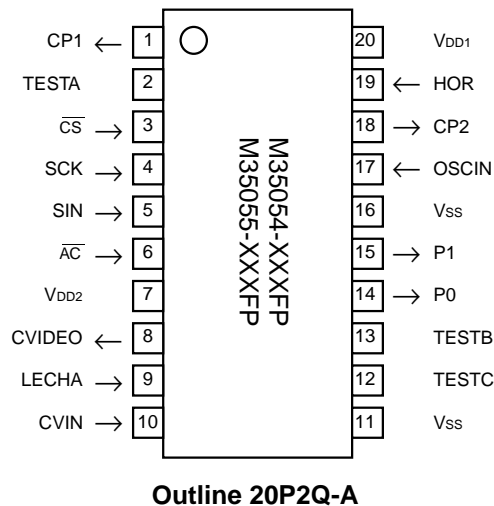 CP1 ← 1
TESTA 2
C̅S̅ → 3
SCK → 4
SIN → 5
A̅C̅ → 6
VDD2 7
CVIDEO ← 8
LECHA → 9
CVIN → 10
M35054-XXXFP
M35055-XXXFP
20 VDD1
19 ← HOR
18 → CP2
17 ← OSCIN
16 VSS
15 → P1
14 → P0
13 TESTB
12 TESTC
11 VSS
Outline 20P2Q-A